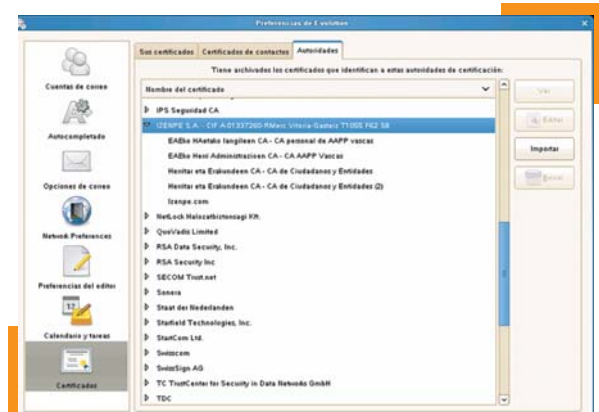 Preferencias de Evolution
Cuentas de correo
Autocompletado
Opciones de correo
Network Preferences
Preferencias del editor
Calendario y tareas
Certificados
Sus certificados
Certificados de contactos
Autoridades
Tiene archivados los certificados que identifican a estas autoridades de certificación:
Nombre del certificado
IPS Seguridad CA
IZENPE S.A. - CIF A-01337260-RMerc.Vitoria-Gasteiz T1055 F62 S8
EAEko HAetako langileen CA - CA personal de AAPP vascas
EAEko Herri Administrazioen CA - CA AAPP Vascas
Herritar eta Erakundeen CA - CA de Ciudadanos y Entidades
Herritar eta Erakundeen CA - CA de Ciudadanos y Entidades (2)
Izenpe.com
NetLock Halozatbiztonsagi Kft.
QuoVadis Limited
RSA Data Security, Inc.
RSA Security Inc
SECOM Trust.net
Sonera
Staat der Nederlanden
Starfield Technologies, Inc.
StartCom Ltd.
Swisscom
SwissSign AG
TC TrustCenter for Security in Data Networks GmbH
TDC
Ver
Editar
Importar